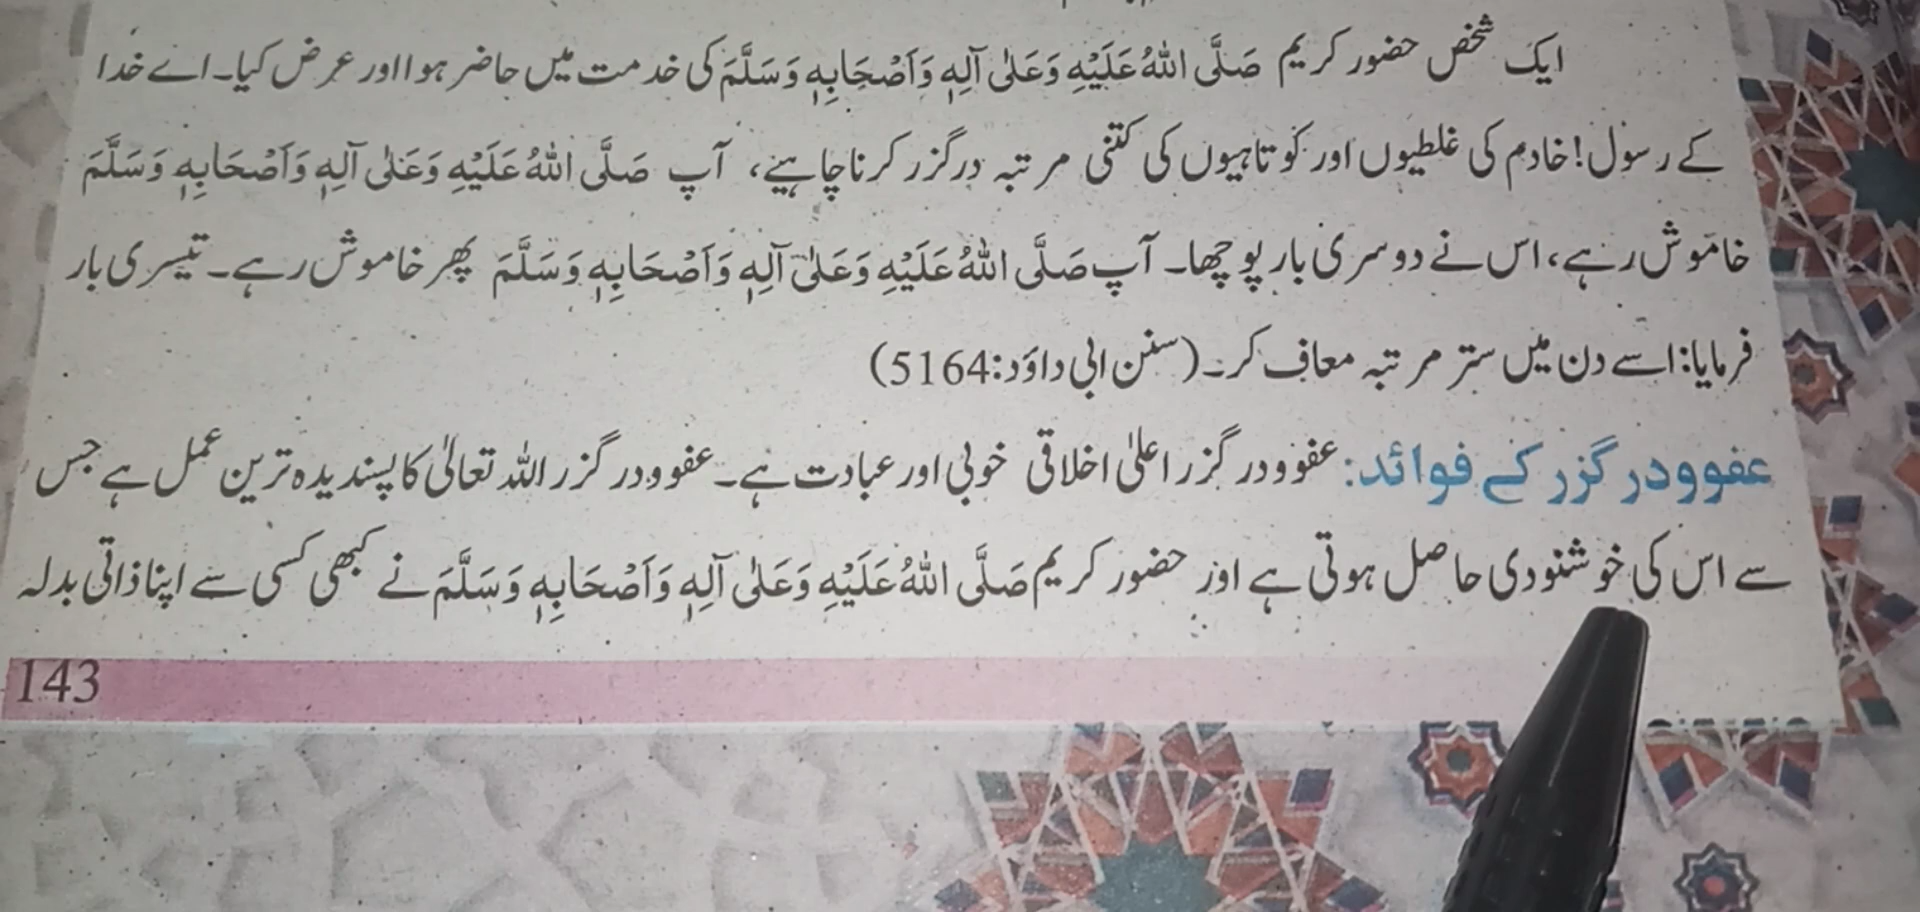 ایک شخص حضور کریم صَلَّی اللهُ عَلَيْهِ وَعَلٰی آلِهٖ وَاَصْحَابِهٖ وَسَلَّمَ کی خدمت میں حاضر ہوا اور عرض کیا۔ اے خدا
کے رسول! خادم کی غلطیوں اور کوتاہیوں کی کتنی مرتبہ درگزر کرنا چاہیے، آپ صَلَّی اللهُ عَلَيْهِ وَعَلٰی آلِهٖ وَاَصْحَابِهٖ وَسَلَّمَ
خاموش رہے، اس نے دوسری بار پوچھا۔ آپ صَلَّی اللهُ عَلَيْهِ وَعَلٰی آلِهٖ وَاَصْحَابِهٖ وَسَلَّمَ پھر خاموش رہے۔ تیسری بار
فرمایا: اسے دن میں ستر مرتبہ معاف کر۔ (سنن ابی داؤد: 5164)
عفوودرگزر کے فوائد: عفوودرگزر اعلیٰ اخلاقی خوبی اور عبادت ہے۔ عفوودرگزر اللہ تعالیٰ کا پسندیدہ ترین عمل ہے جس
سے اس کی خوشنودی حاصل ہوتی ہے اور حضور کریم صَلَّی اللهُ عَلَيْهِ وَعَلٰی آلِهٖ وَاَصْحَابِهٖ وَسَلَّمَ نے کبھی کسی سے اپنا ذاتی بدلہ
143